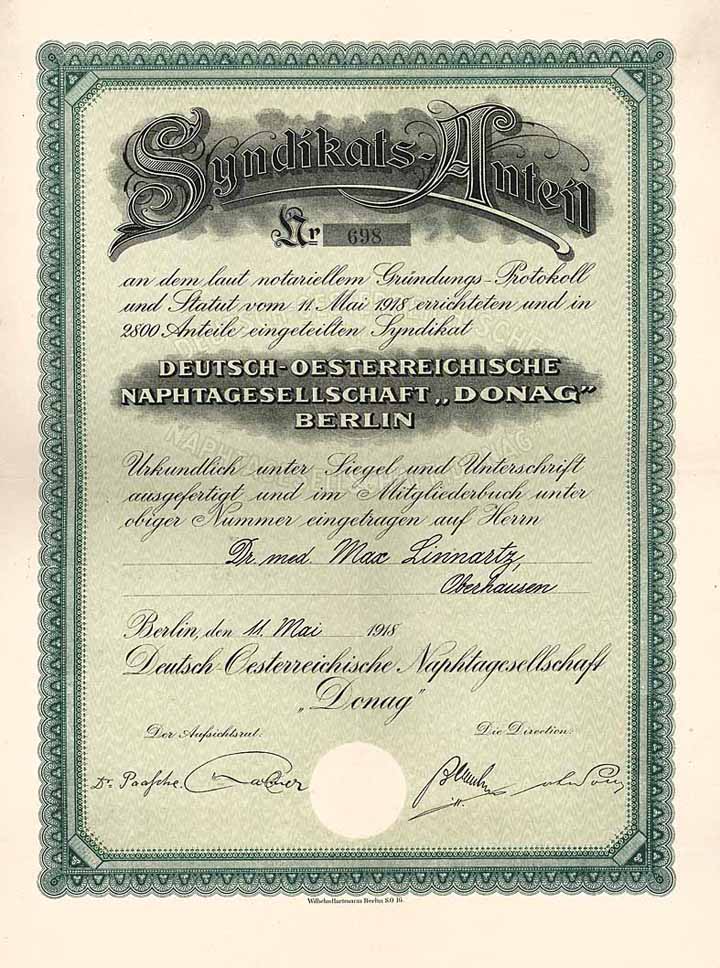 Syndikats-Anteil
Nr 698
an dem laut notariellem Gründungs-Protokoll
und Statut vom 11. Mai 1918 errichteten und in
2800 Anteile eingeteilten Syndikat
DEUTSCH-OESTERREICHISCHE
NAPHTAGESELLSCHAFT „DONAG"
BERLIN
Urkundlich unter Siegel und Unterschrift
ausgefertigt und im Mitgliederbuch unter
obiger Nummer eingetragen auf Herrn
Dr. med. Max Linnartz,
Oberhausen
Berlin, den 11. Mai 1918
Deutsch-Oesterreichische Naphtagesellschaft
„Donag"
Der Aufsichtsrat. Die Direction.
Dr. Paasche.
Wilhelm Hartmann Berlin SO 16.